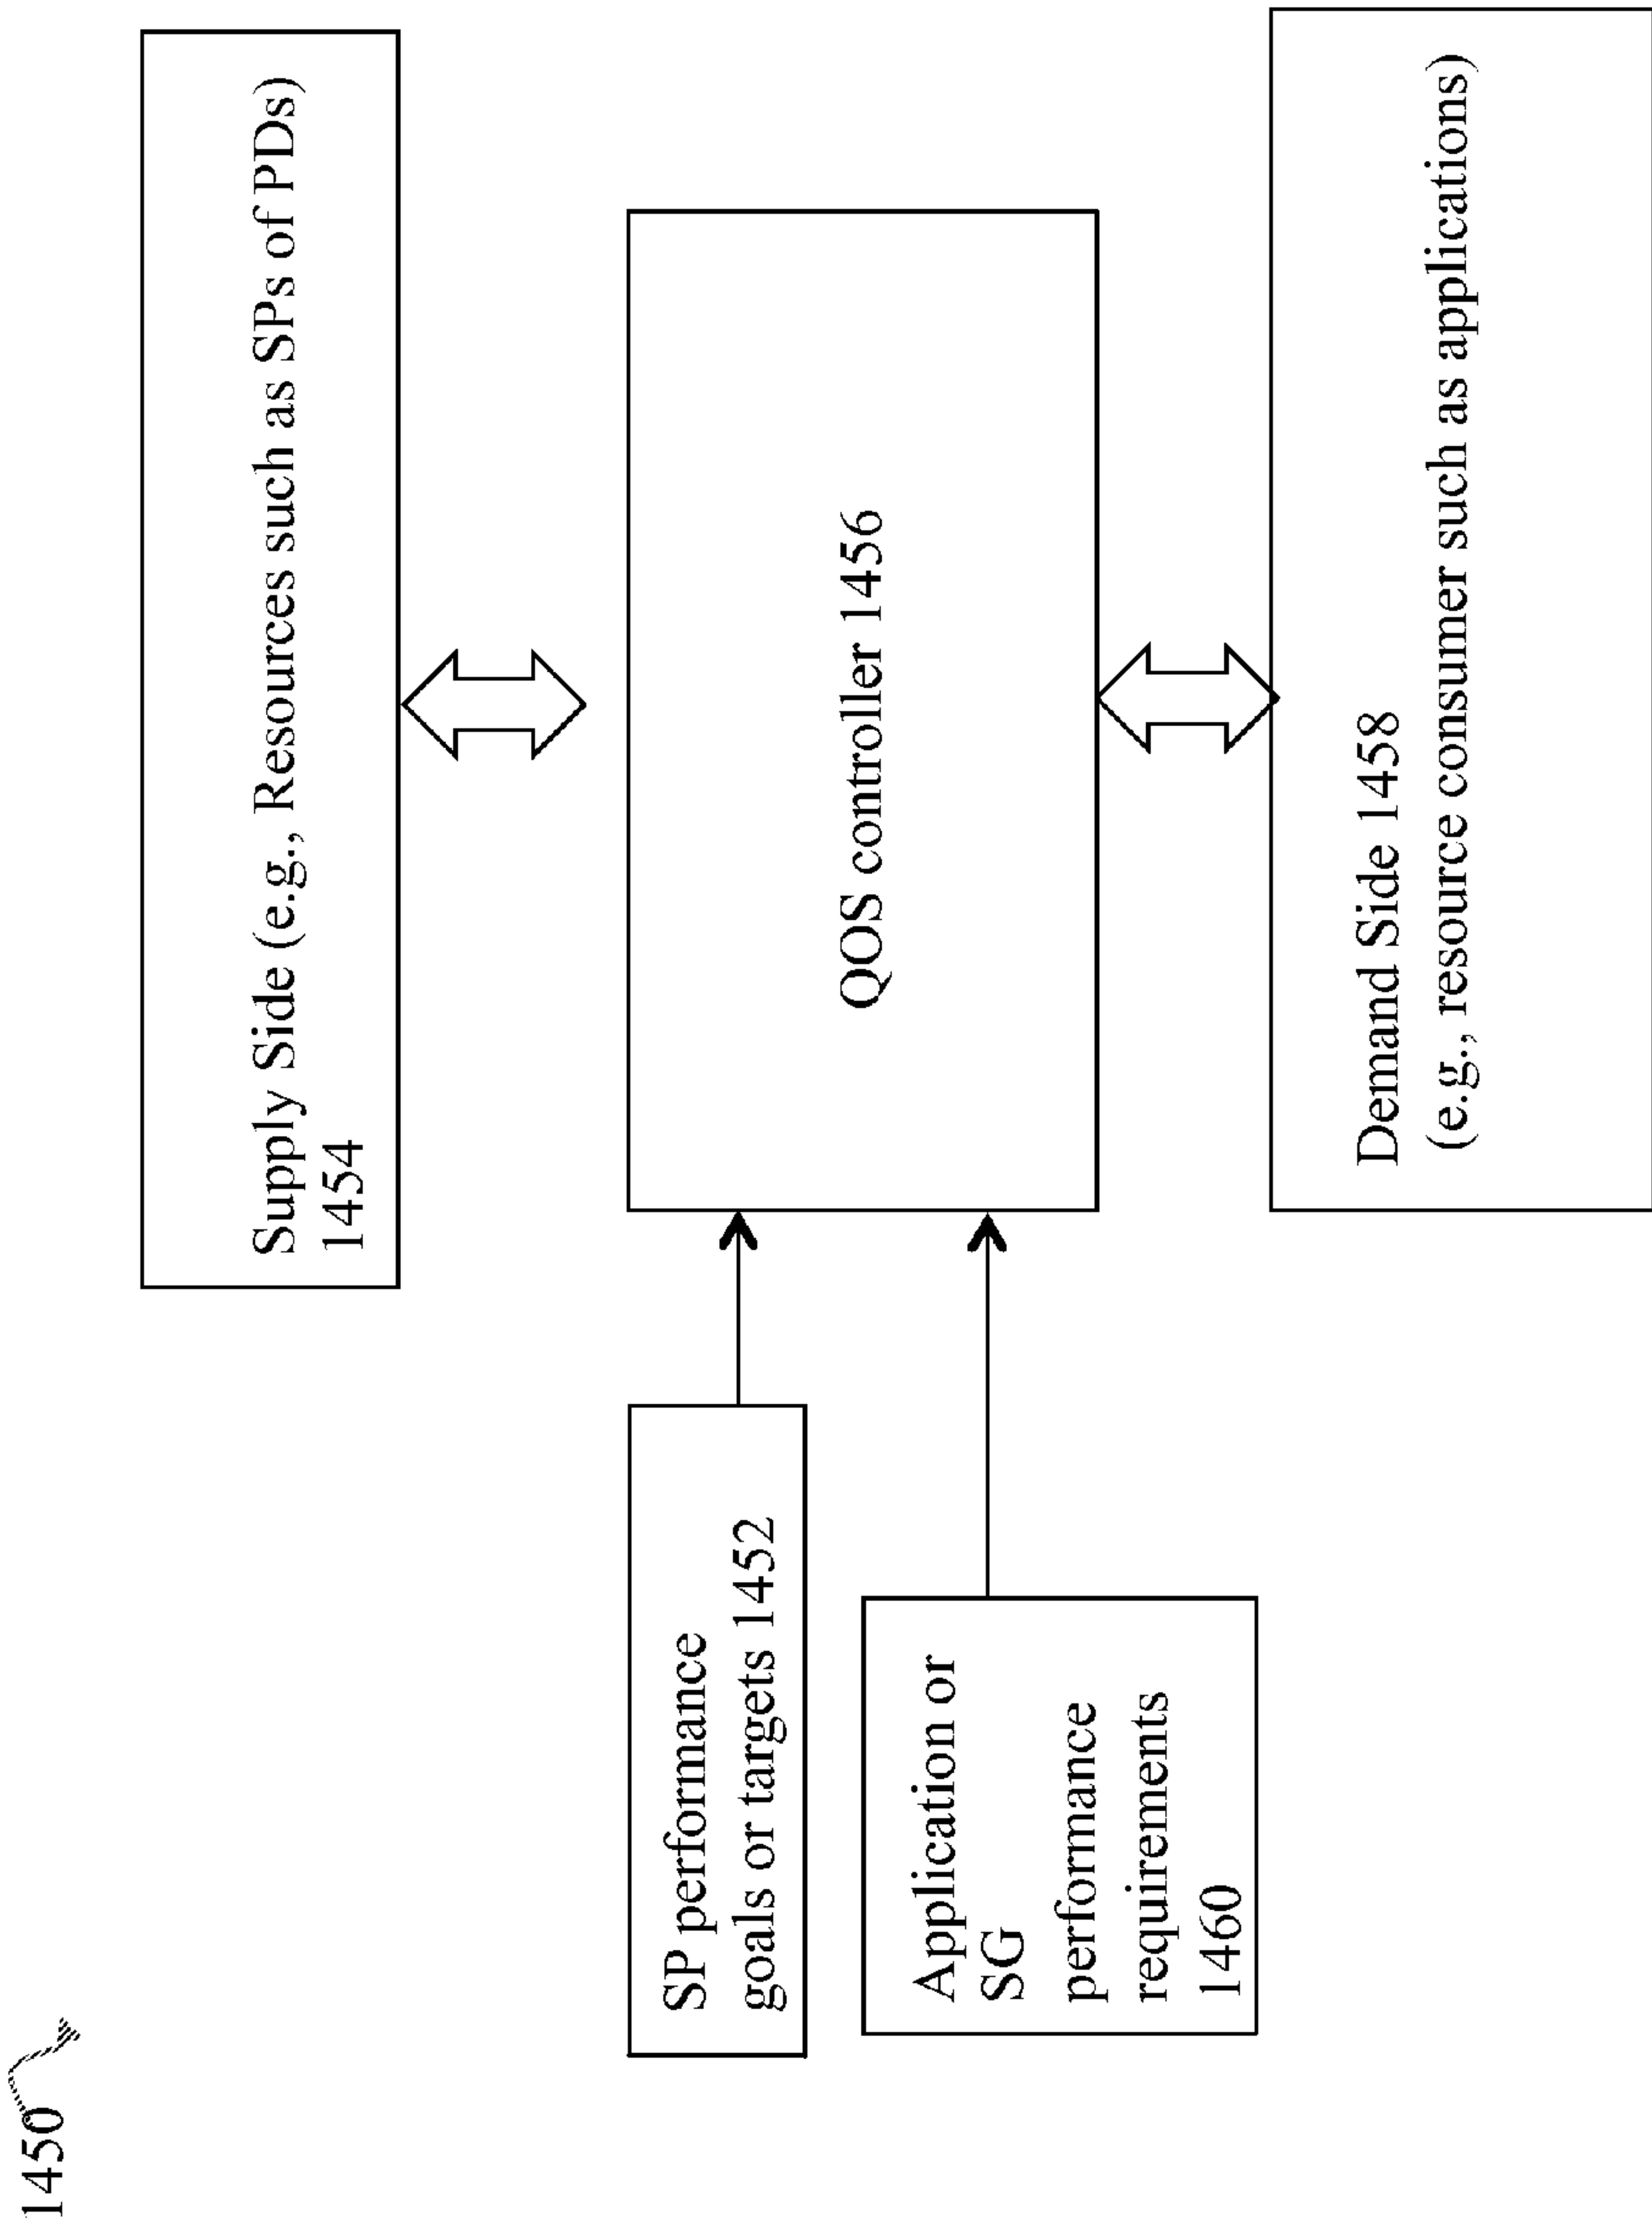 1450
Supply Side (e.g., Resources such as SPs of PDs)
1454
SP performance
goals or targets 1452
QOS controller 1456
Application or
SG
performance
requirements
1460
Demand Side 1458
(e.g., resource consumer such as applications)